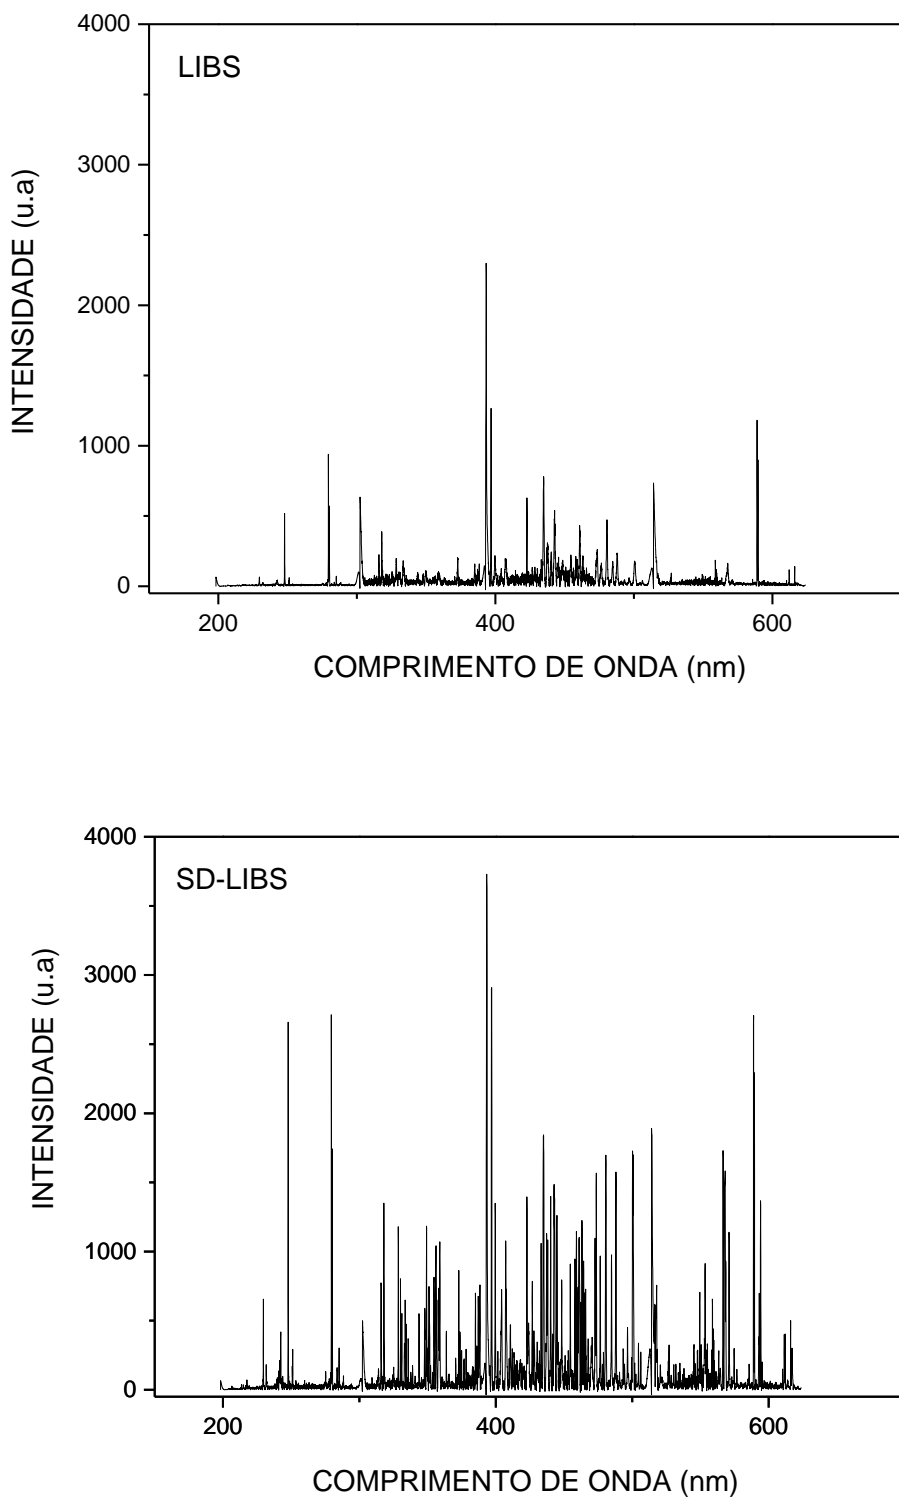 4000
LIBS
3000
2000
1000
0
INTENSIDADE (u.a)
200 400 600
COMPRIMENTO DE ONDA (nm)
4000
SD-LIBS
3000
2000
1000
0
INTENSIDADE (u.a)
200 400 600
COMPRIMENTO DE ONDA (nm)